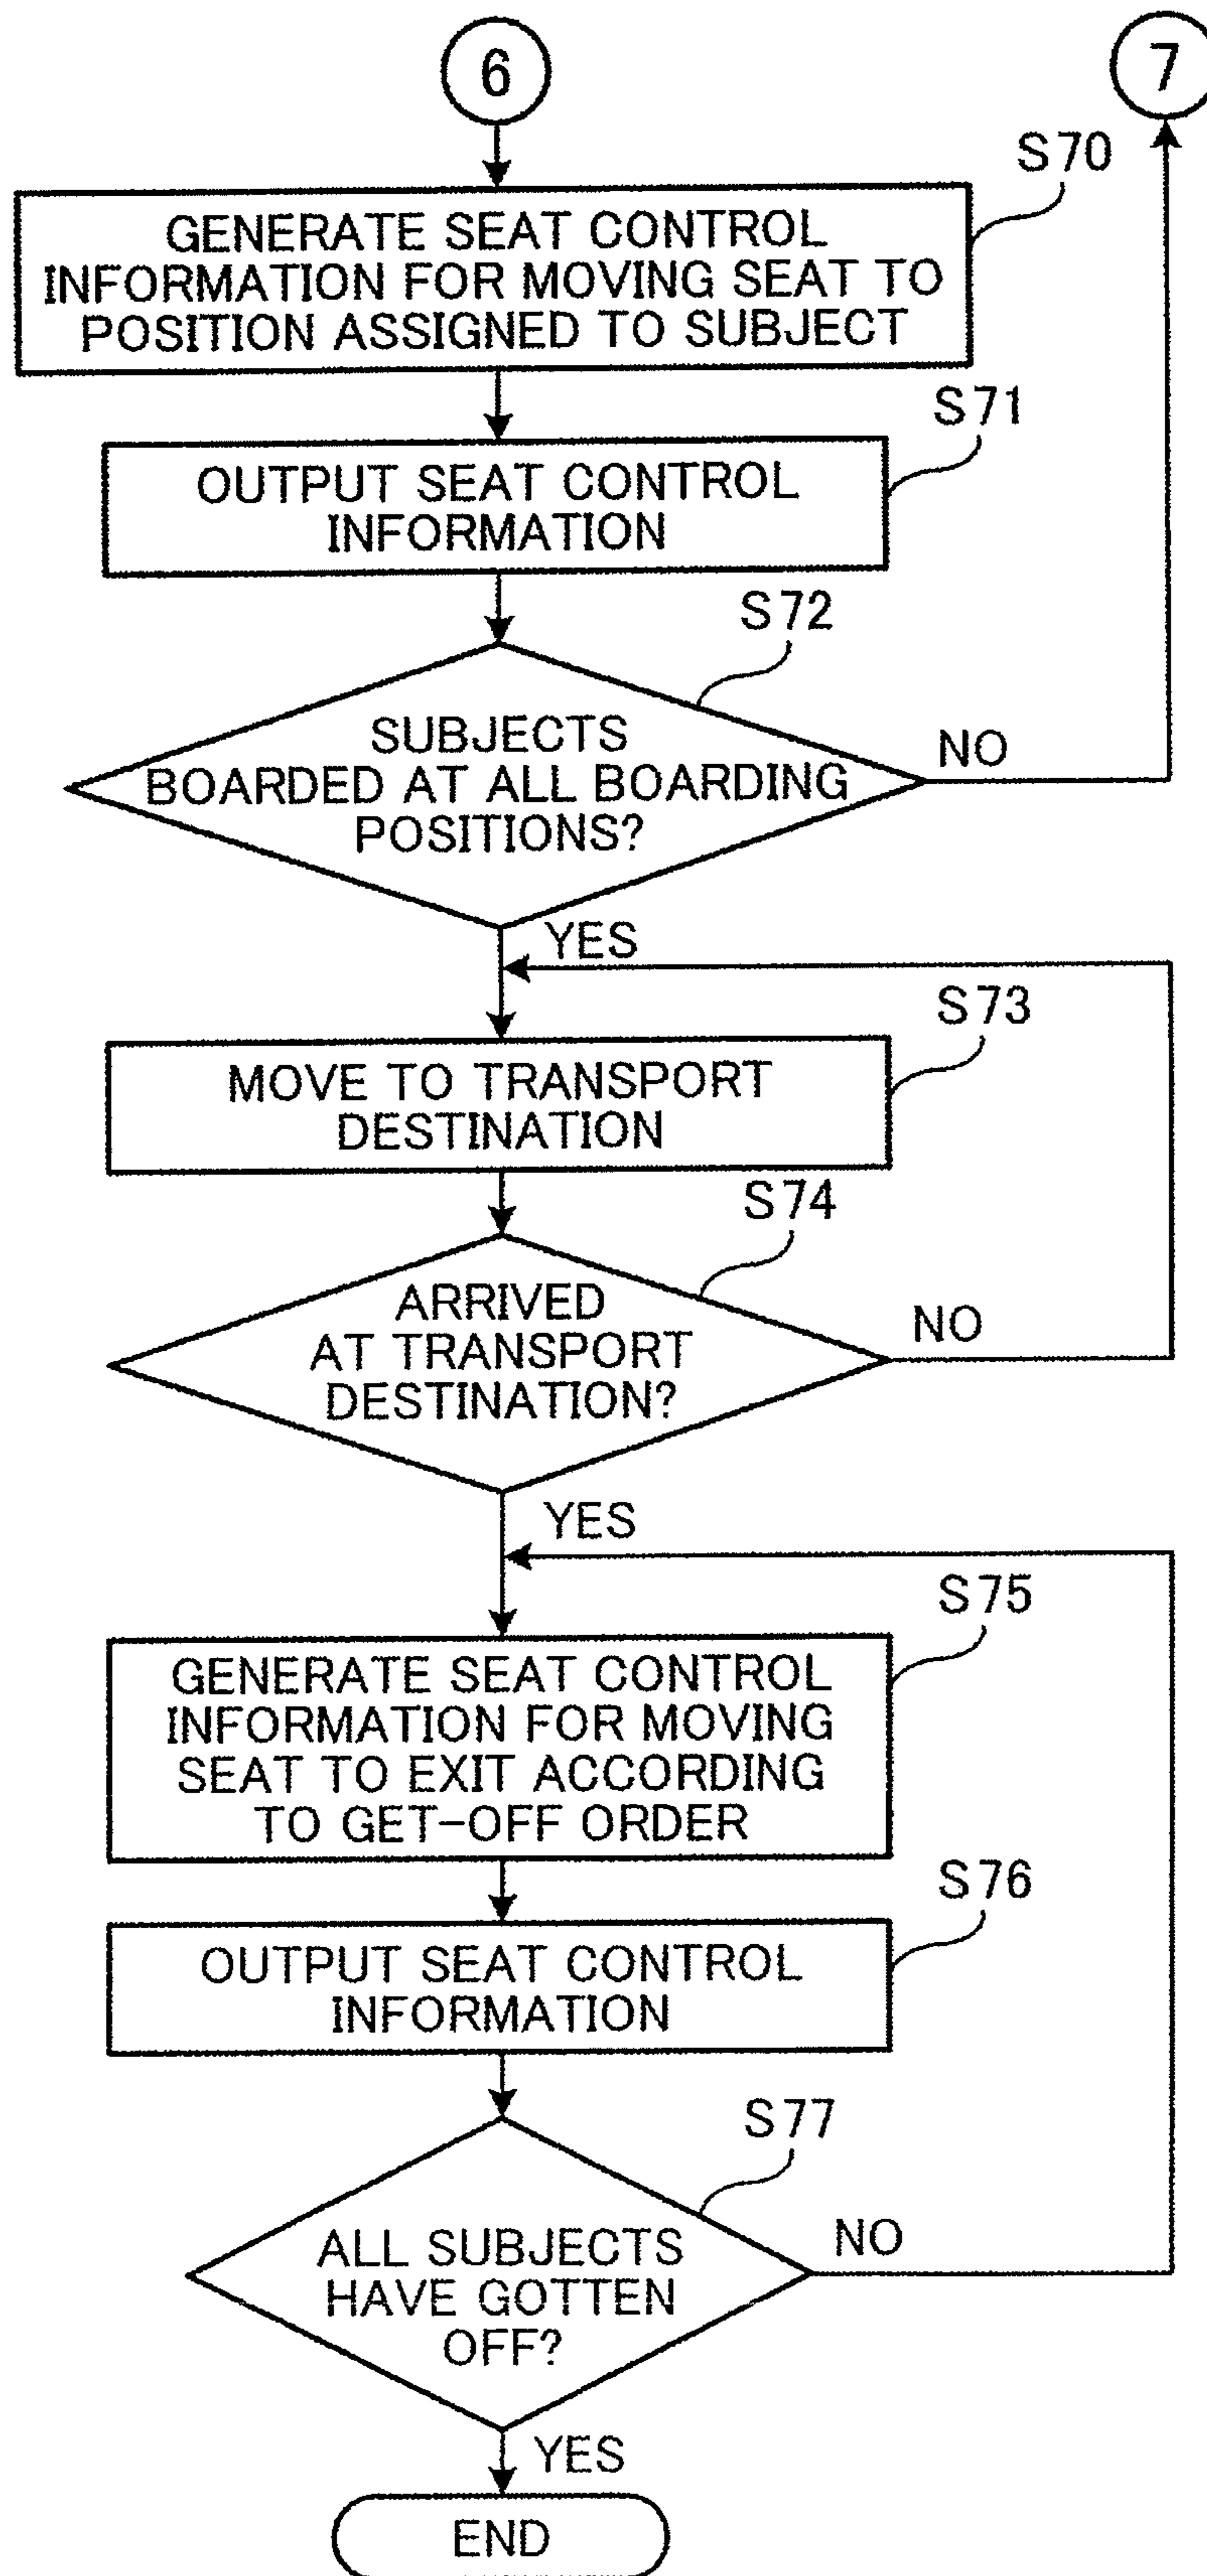 6
7
S70
GENERATE SEAT CONTROL
INFORMATION FOR MOVING SEAT TO
POSITION ASSIGNED TO SUBJECT
S71
OUTPUT SEAT CONTROL
INFORMATION
S72
SUBJECTS
BOARDED AT ALL BOARDING
POSITIONS?
NO
YES
S73
MOVE TO TRANSPORT
DESTINATION
S74
ARRIVED
AT TRANSPORT
DESTINATION?
NO
YES
S75
GENERATE SEAT CONTROL
INFORMATION FOR MOVING
SEAT TO EXIT ACCORDING
TO GET-OFF ORDER
S76
OUTPUT SEAT CONTROL
INFORMATION
S77
ALL SUBJECTS
HAVE GOTTEN
OFF?
NO
YES
END